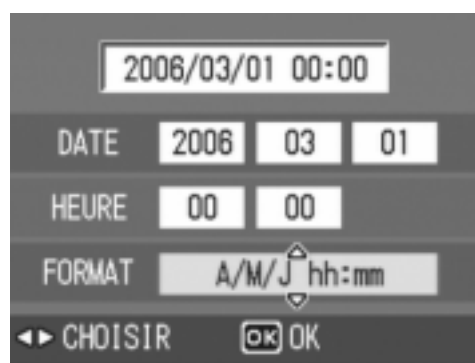 2006/03/01 00:00
DATE 2006 03 01
HEURE 00 00
FORMAT A/M/J hh:mm
CHOISIR OK OK